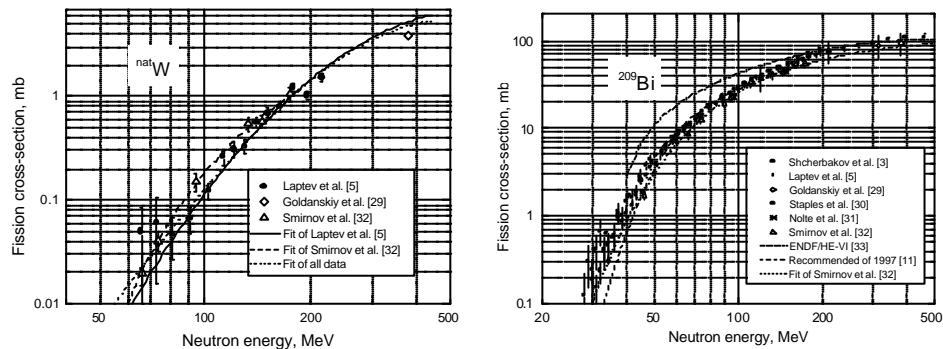 Fission cross-section, mb
natW
1
0.1
0.01
Laptev et al. [5]
Goldanskiy et al. [29]
Smirnov et al. [32]
Fit of Laptev et al. [5]
Fit of Smirnov et al. [32]
Fit of all data
50
100
200
500
Neutron energy, MeV
Fission cross-section, mb
209Bi
100
10
1
0.1
Shcherbakov et al. [3]
Laptev et al. [5]
Goldanskiy et al. [29]
Staples et al. [30]
Nolte et al. [31]
Smirnov et al. [32]
ENDF/HE-VI [33]
Recommended of 1997 [11]
Fit of Smirnov et al. [32]
20
50
100
200
500
Neutron energy, MeV